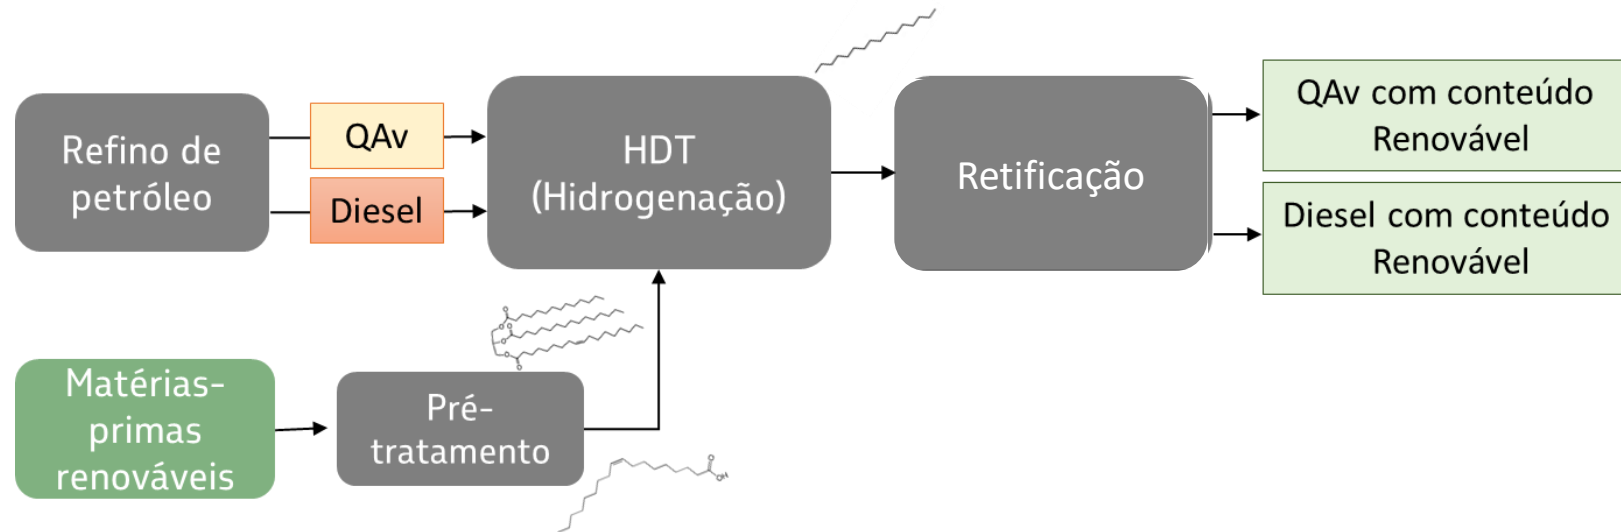 Refino de
petróleo
QAv
Diesel
HDT
(Hidrogenação)
Retificação
QAv com conteúdo
Renovável
Diesel com conteúdo
Renovável
Matérias-
primas
renováveis
Pré-
tratamento
O
O
O
O
O
O
O
OH